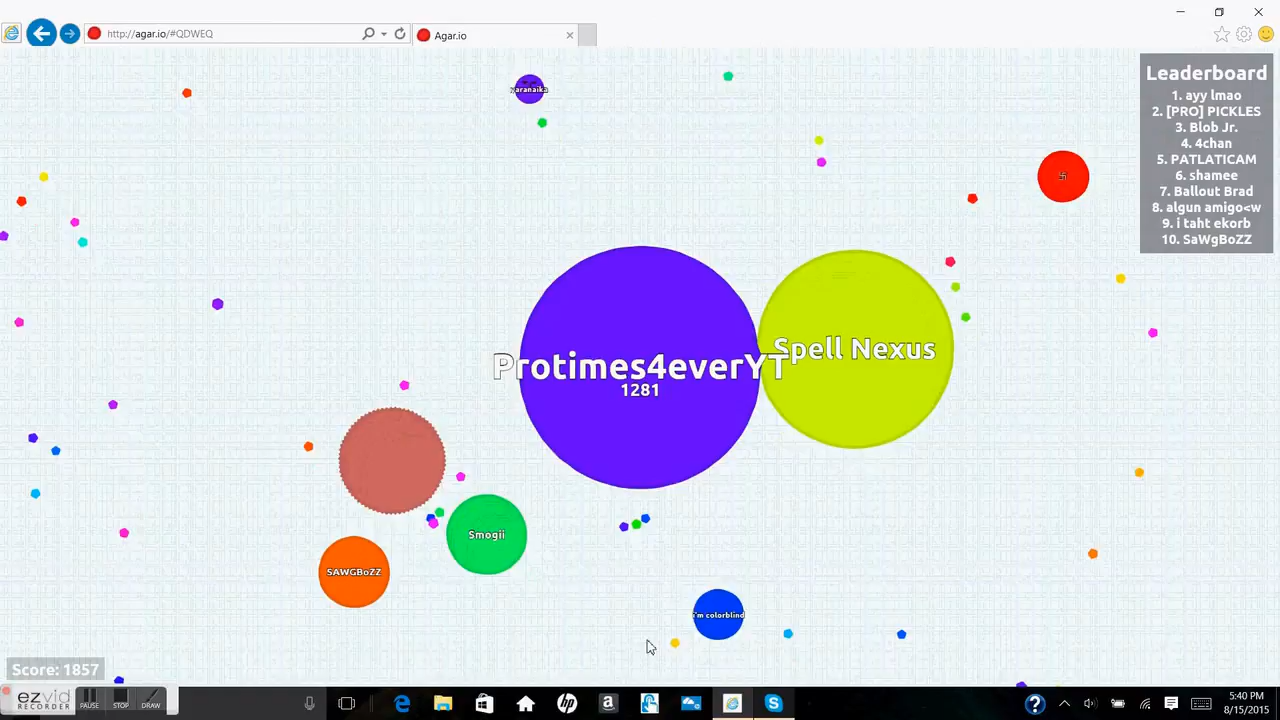 http://agar.io/#QDWEQ
Agar.io
Leaderboard
1. ayy lmao
2. [PRO] PICKLES
3. Blob Jr.
4. 4chan
5. PATLATICAM
6. shamee
7. Ballout Brad
8. algun amigo<w
9. i taht ekorb
10. SaWgBoZZ
yaranaika
Protimes4everYT
1281
Spell Nexus
Smogii
SAWGBoZZ
i'm colorblind
Score: 1857
ezvid
RECORDER
PAUSE
STOP
DRAW
5:40 PM
8/15/2015